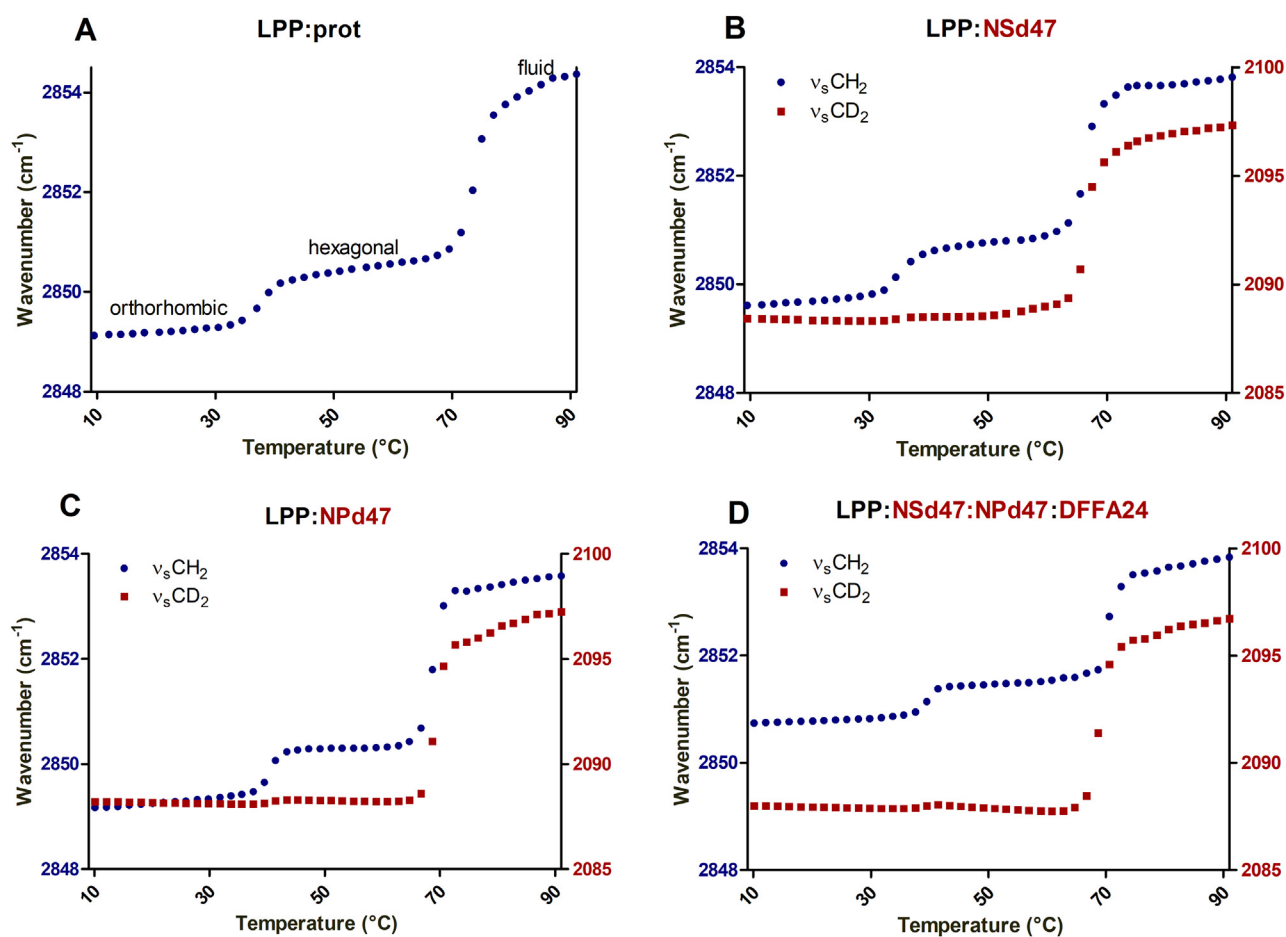 A
LPP:prot
Wavenumber (cm-1)
2854
2852
2850
2848
orthorhombic
hexagonal
fluid
10
30
50
70
90
Temperature (°C)
B
LPP:NSd47
νsCH2
νsCD2
Wavenumber (cm-1)
2854
2852
2850
2848
2100
2095
2090
2085
10
30
50
70
90
Temperature (°C)
C
LPP:NPd47
νsCH2
νsCD2
Wavenumber (cm-1)
2854
2852
2850
2848
2100
2095
2090
2085
10
30
50
70
90
Temperature (°C)
D
LPP:NSd47:NPd47:DFFA24
νsCH2
νsCD2
Wavenumber (cm-1)
2854
2852
2850
2848
2100
2095
2090
2085
10
30
50
70
90
Temperature (°C)